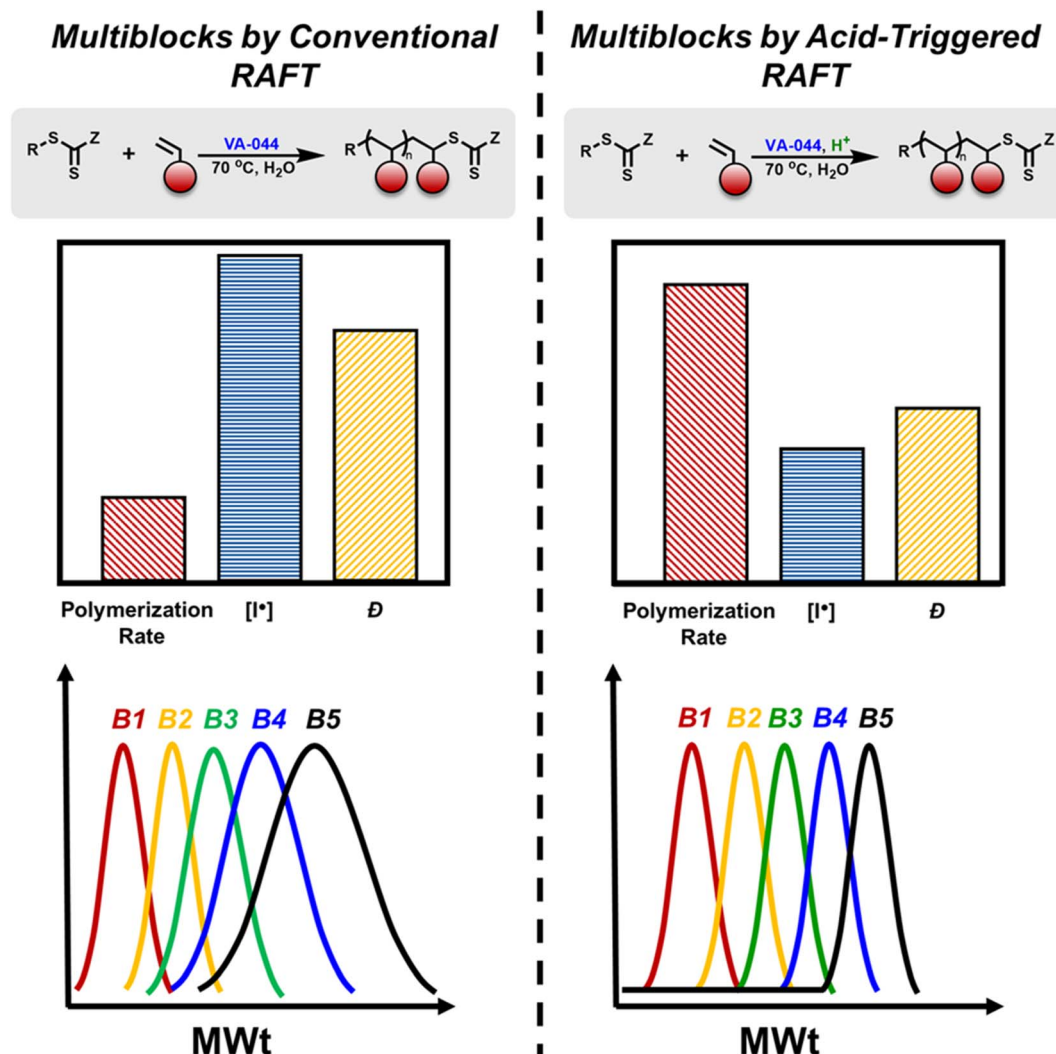 Multiblocks by Conventional
RAFT
R
S
Z
S
+
VA-044
70 °C, H₂O
R
n
S
Z
S
Polymerization
Rate
[I•]
Đ
B1 B2 B3 B4 B5
MWt
Multiblocks by Acid-Triggered
RAFT
R
S
Z
S
+
VA-044, H⁺
70 °C, H₂O
R
n
S
Z
S
Polymerization
Rate
[I•]
Đ
B1 B2 B3 B4 B5
MWt